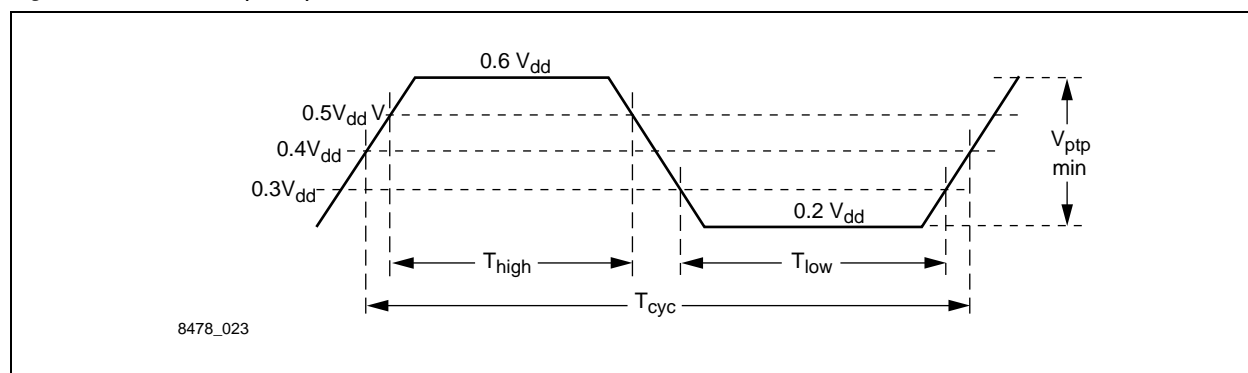 0.6 Vdd
0.5Vdd V
0.4Vdd
0.3Vdd
Vptp
min
0.2 Vdd
Thigh
Tlow
Tcyc
8478_023